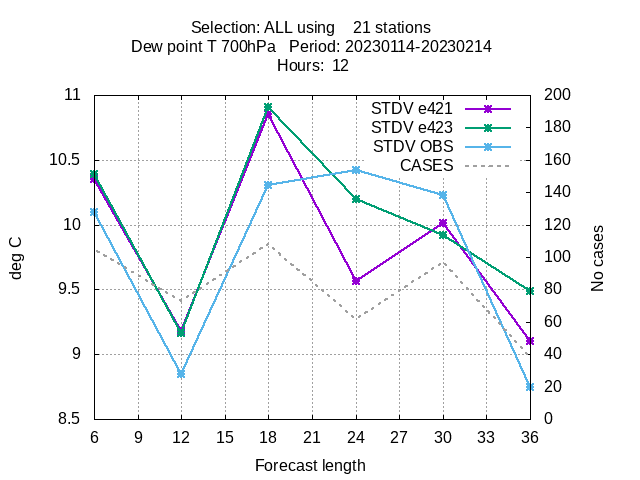 Selection: ALL using    21 stations
Dew point T 700hPa   Period: 20230114-20230214
Hours:  12
11
10.5
10
9.5
9
8.5
200
180
160
140
120
100
80
60
40
20
0
STDV e421
STDV e423
STDV OBS
CASES
deg C
No cases
6 9 12 15 18 21 24 27 30 33 36
Forecast length